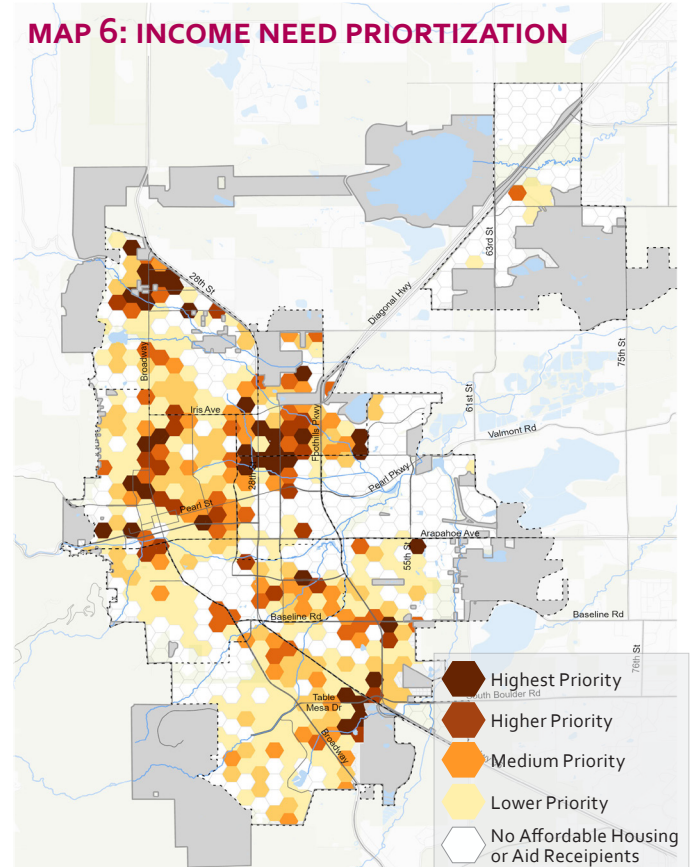 MAP 6: INCOME NEED PRIORTIZATION
63rd St
28th St
Diagonal Hwy
Broadway
75th St
61st St
Iris Ave
Foothills Pkwy
Valmont Rd
28th
Pearl Pkwy
Pearl St
Arapahoe Ave
55th St
Baseline Rd
Baseline Rd
76th St
Table
Mesa Dr
South Boulder Rd
Broadway
Highest Priority
Higher Priority
Medium Priority
Lower Priority
No Affordable Housing
or Aid Receipients